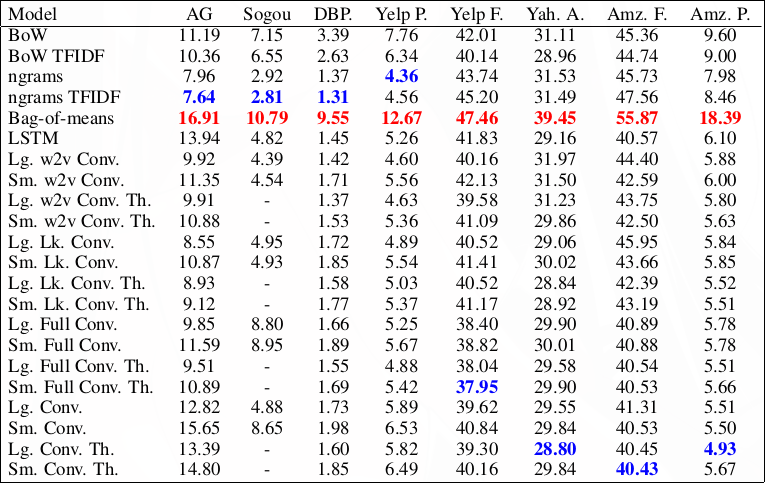 Model AG Sogou DBP. Yelp P. Yelp F. Yah. A. Amz. F. Amz. P.
BoW 11.19 7.15 3.39 7.76 42.01 31.11 45.36 9.60
BoW TFIDF 10.36 6.55 2.63 6.34 40.14 28.96 44.74 9.00
ngrams 7.96 2.92 1.37 4.36 43.74 31.53 45.73 7.98
ngrams TFIDF 7.64 2.81 1.31 4.56 45.20 31.49 47.56 8.46
Bag-of-means 16.91 10.79 9.55 12.67 47.46 39.45 55.87 18.39
LSTM 13.94 4.82 1.45 5.26 41.83 29.16 40.57 6.10
Lg. w2v Conv. 9.92 4.39 1.42 4.60 40.16 31.97 44.40 5.88
Sm. w2v Conv. 11.35 4.54 1.71 5.56 42.13 31.50 42.59 6.00
Lg. w2v Conv. Th. 9.91 - 1.37 4.63 39.58 31.23 43.75 5.80
Sm. w2v Conv. Th. 10.88 - 1.53 5.36 41.09 29.86 42.50 5.63
Lg. Lk. Conv. 8.55 4.95 1.72 4.89 40.52 29.06 45.95 5.84
Sm. Lk. Conv. 10.87 4.93 1.85 5.54 41.41 30.02 43.66 5.85
Lg. Lk. Conv. Th. 8.93 - 1.58 5.03 40.52 28.84 42.39 5.52
Sm. Lk. Conv. Th. 9.12 - 1.77 5.37 41.17 28.92 43.19 5.51
Lg. Full Conv. 9.85 8.80 1.66 5.25 38.40 29.90 40.89 5.78
Sm. Full Conv. 11.59 8.95 1.89 5.67 38.82 30.01 40.88 5.78
Lg. Full Conv. Th. 9.51 - 1.55 4.88 38.04 29.58 40.54 5.51
Sm. Full Conv. Th. 10.89 - 1.69 5.42 37.95 29.90 40.53 5.66
Lg. Conv. 12.82 4.88 1.73 5.89 39.62 29.55 41.31 5.51
Sm. Conv. 15.65 8.65 1.98 6.53 40.84 29.84 40.53 5.50
Lg. Conv. Th. 13.39 - 1.60 5.82 39.30 28.80 40.45 4.93
Sm. Conv. Th. 14.80 - 1.85 6.49 40.16 29.84 40.43 5.67